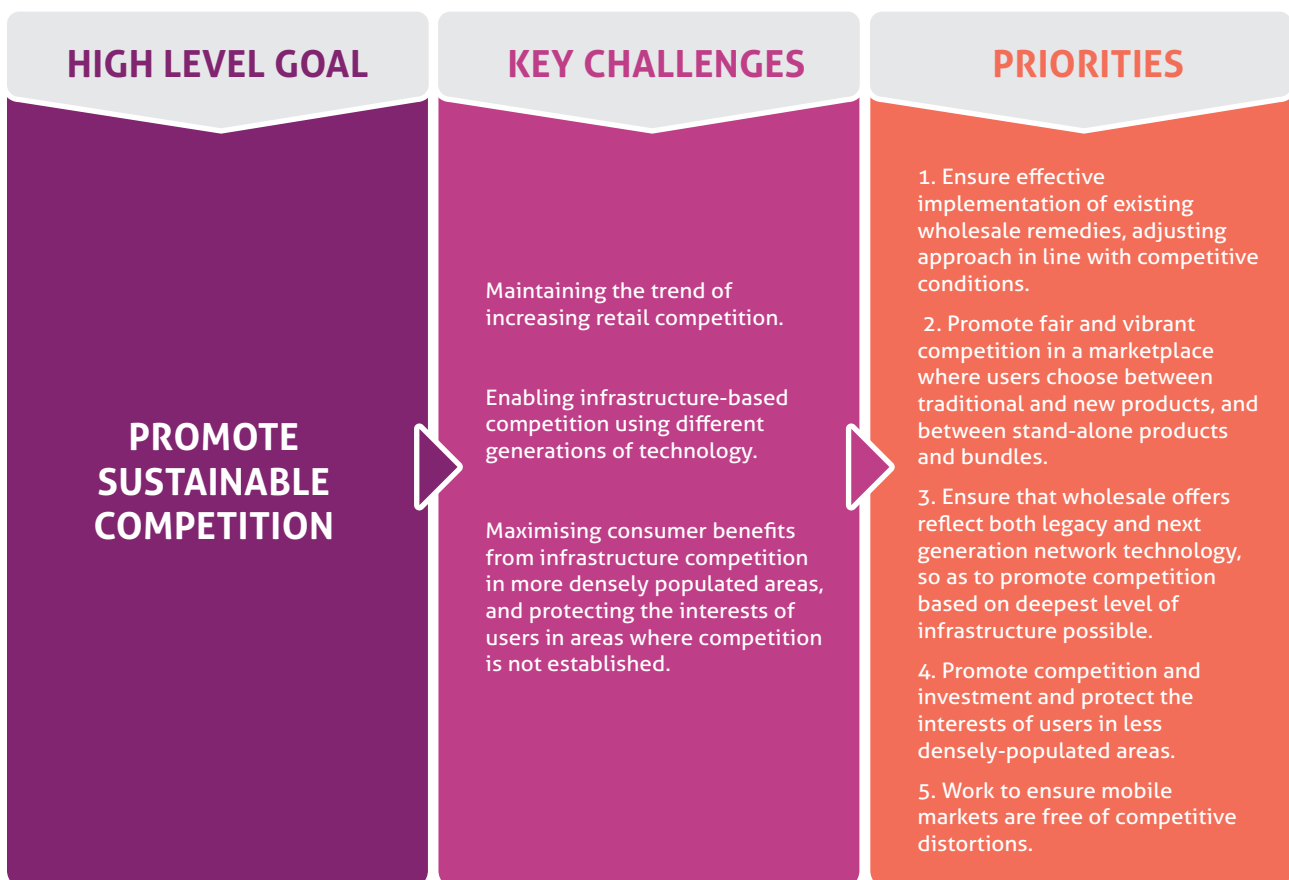 HIGH LEVEL GOAL
KEY CHALLENGES
PRIORITIES
PROMOTE
SUSTAINABLE
COMPETITION
Maintaining the trend of
increasing retail competition.
Enabling infrastructure-based
competition using different
generations of technology.
Maximising consumer benefits
from infrastructure competition
in more densely populated areas,
and protecting the interests of
users in areas where competition
is not established.
1. Ensure effective
implementation of existing
wholesale remedies, adjusting
approach in line with competitive
conditions.
2. Promote fair and vibrant
competition in a marketplace
where users choose between
traditional and new products, and
between stand-alone products
and bundles.
3. Ensure that wholesale offers
reflect both legacy and next
generation network technology,
so as to promote competition
based on deepest level of
infrastructure possible.
4. Promote competition and
investment and protect the
interests of users in less
densely-populated areas.
5. Work to ensure mobile
markets are free of competitive
distortions.